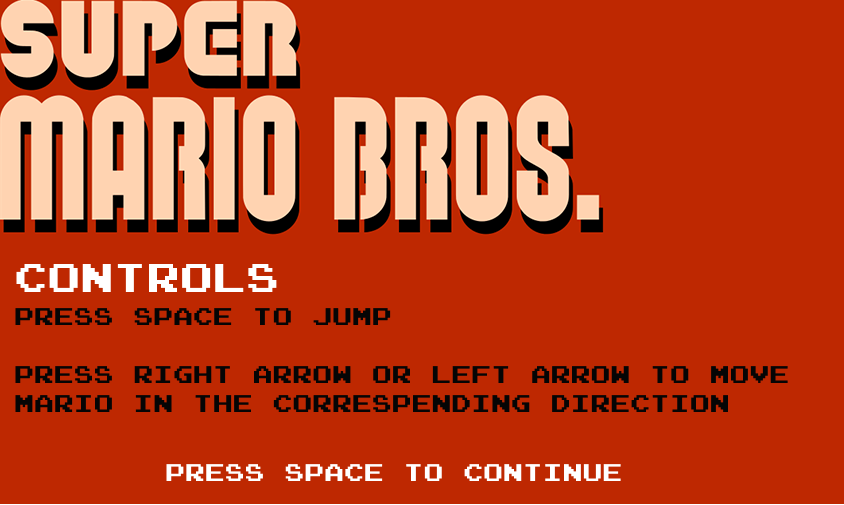 SUPER
MARIO BROS.
CONTROLS
PRESS SPACE TO JUMP
PRESS RIGHT ARROW OR LEFT ARROW TO MOVE
MARIO IN THE CORRESPENDING DIRECTION
PRESS SPACE TO CONTINUE